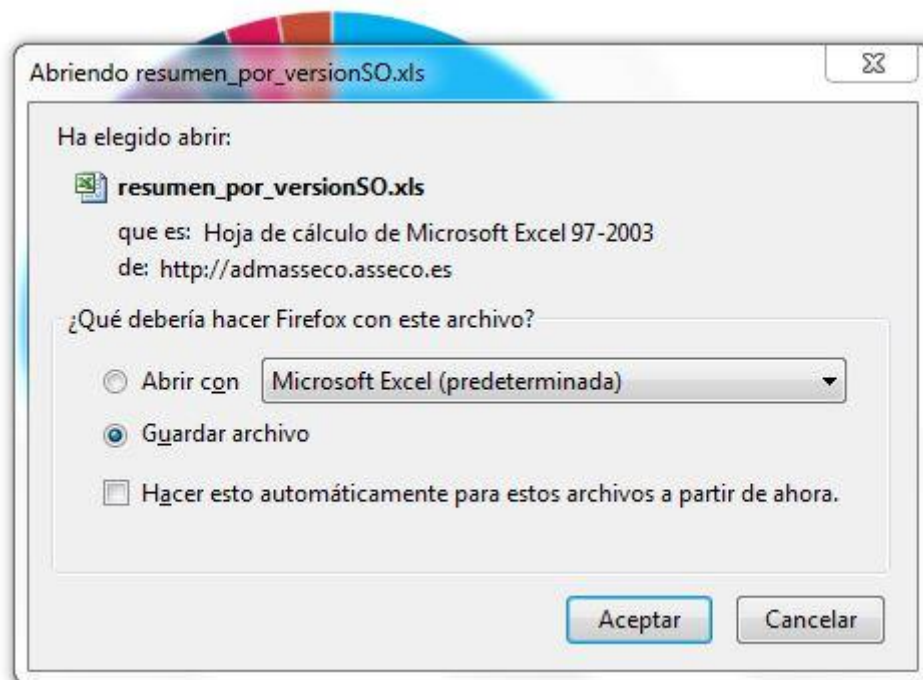 Abriendo resumen_por_versionSO.xls
Ha elegido abrir:
resumen_por_versionSO.xls
que es: Hoja de cálculo de Microsoft Excel 97-2003
de: http://admasseco.asseco.es
¿Qué debería hacer Firefox con este archivo?
Abrir con Microsoft Excel (predeterminada)
Guardar archivo
Hacer esto automáticamente para estos archivos a partir de ahora.
Aceptar Cancelar